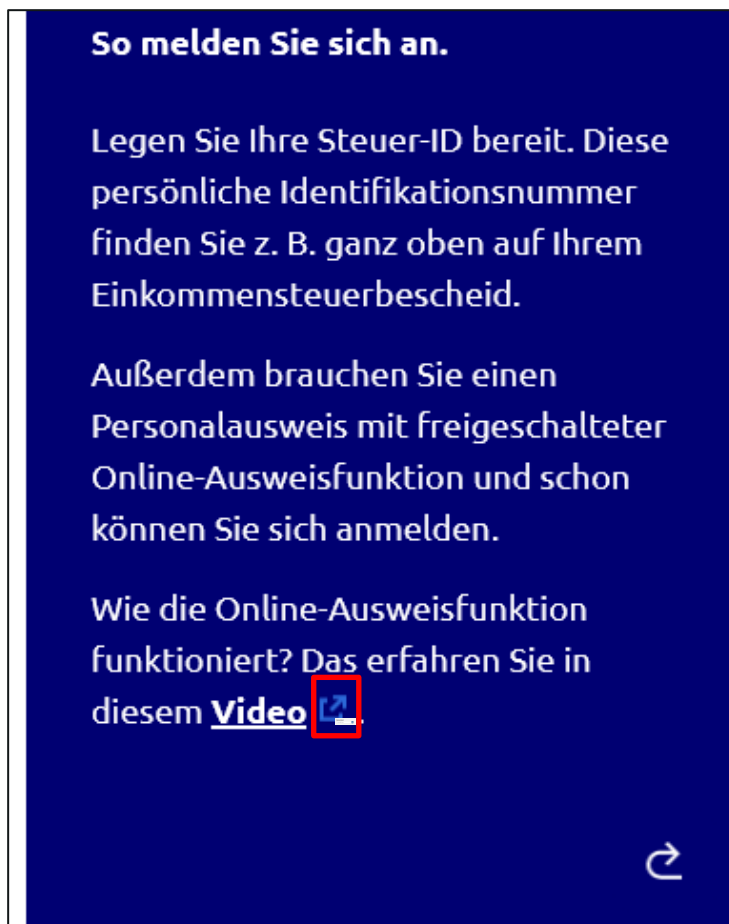 So melden Sie sich an.
Legen Sie Ihre Steuer-ID bereit. Diese
persönliche Identifikationsnummer
finden Sie z. B. ganz oben auf Ihrem
Einkommensteuerbescheid.
Außerdem brauchen Sie einen
Personalausweis mit freigeschalteter
Online-Ausweisfunktion und schon
können Sie sich anmelden.
Wie die Online-Ausweisfunktion
funktioniert? Das erfahren Sie in
diesem Video.